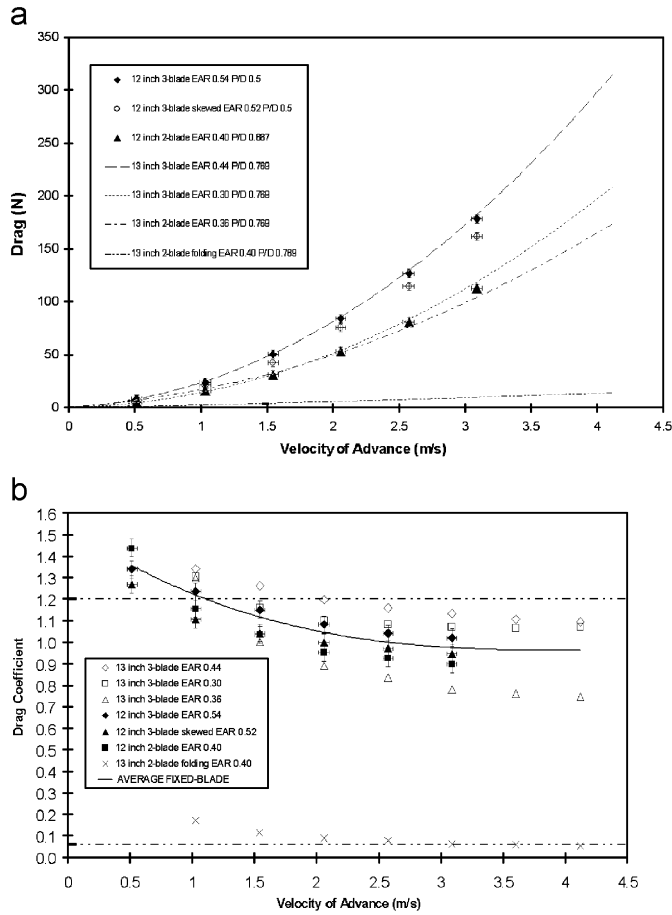 a
350
300
250
200
150
100
50
0
Drag (N)
12 inch 3-blade EAR 0.54 P/D 0.5
12 inch 3-blade skewed EAR 0.52 P/D 0.5
12 inch 2-blade EAR 0.40 P/D 0.667
13 inch 3-blade EAR 0.44 P/D 0.769
13 inch 3-blade EAR 0.30 P/D 0.769
13 inch 2-blade EAR 0.36 P/D 0.769
13 inch 2-blade folding EAR 0.40 P/D 0.769
0 0.5 1 1.5 2 2.5 3 3.5 4 4.5
Velocity of Advance (m/s)
b
1.6
1.5
1.4
1.3
1.2
1.1
1.0
0.9
0.8
0.7
0.6
0.5
0.4
0.3
0.2
0.1
0.0
Drag Coefficient
13 inch 3-blade EAR 0.44
13 inch 3-blade EAR 0.30
13 inch 3-blade EAR 0.36
12 inch 3-blade EAR 0.54
12 inch 3-blade skewed EAR 0.52
12 inch 2-blade EAR 0.40
13 inch 2-blade folding EAR 0.40
AVERAGE FIXED-BLADE
0 0.5 1 1.5 2 2.5 3 3.5 4 4.5
Velocity of Advance (m/s)